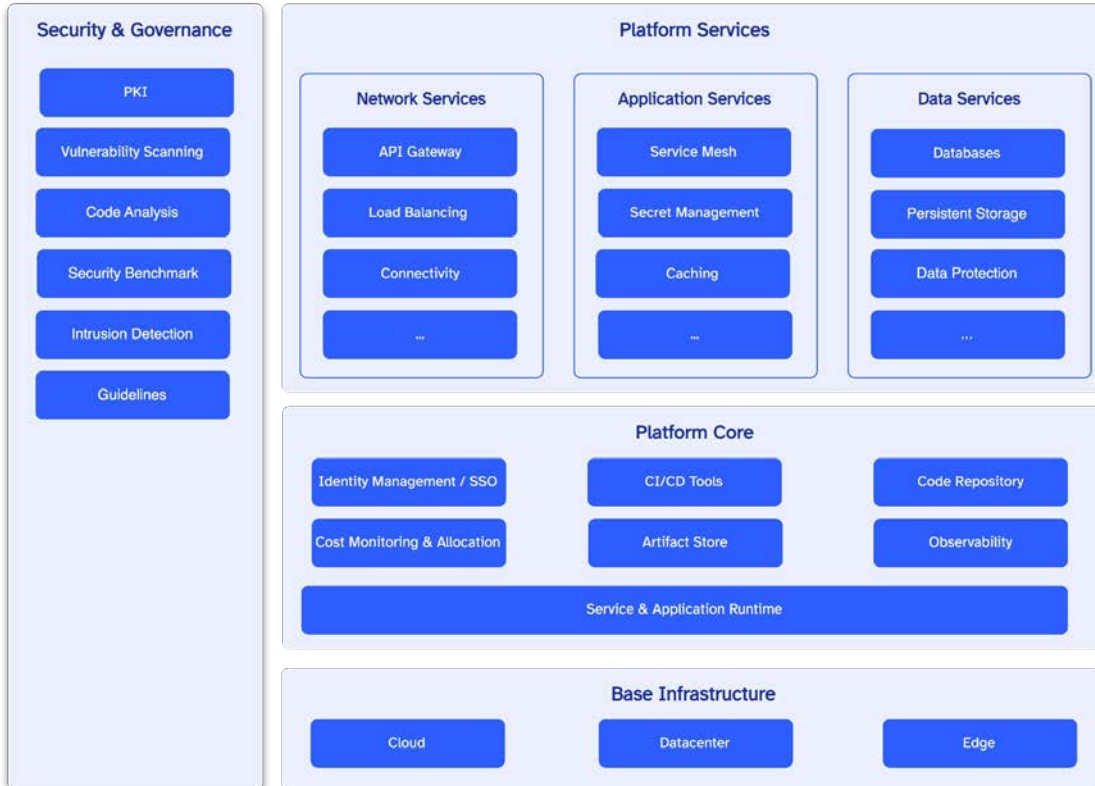 Security & Governance
PKI
Vulnerability Scanning
Code Analysis
Security Benchmark
Intrusion Detection
Guidelines
Platform Services
Network Services
API Gateway
Load Balancing
Connectivity
...
Application Services
Service Mesh
Secret Management
Caching
...
Data Services
Databases
Persistent Storage
Data Protection
...
Platform Core
Identity Management / SSO
CI/CD Tools
Code Repository
Cost Monitoring & Allocation
Artifact Store
Observability
Service & Application Runtime
Base Infrastructure
Cloud
Datacenter
Edge